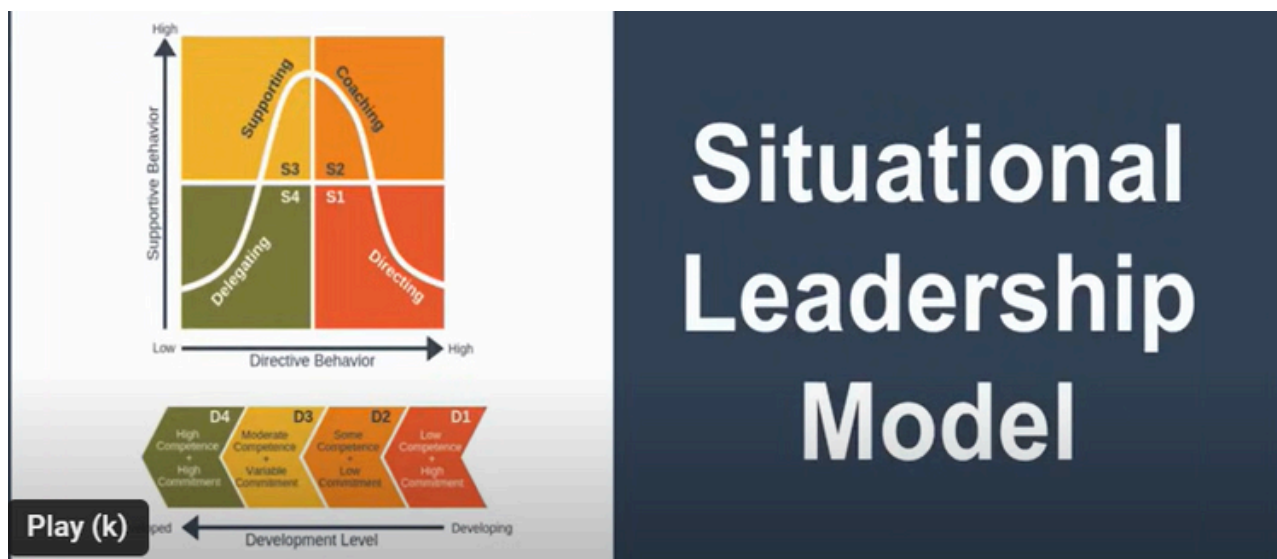 High
Supportive Behavior
Supporting
Coaching
S3
S2
S4
S1
Delegating
Directing
Low
High
Directive Behavior
D4
High
Competence
+
High
Commitment
D3
Moderate
Competence
+
Variable
Commitment
D2
Some
Competence
+
Low
Commitment
D1
Low
Competence
+
High
Commitment
Developing
Development Level
Play (k)
Situational
Leadership
Model